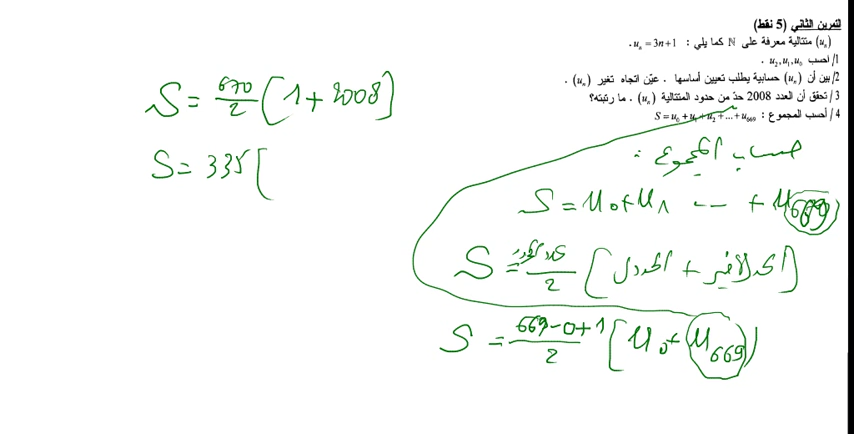 التمرين الثاني (5 نقط)
(uₙ) متتالية معرفة على ℕ كما يلي : uₙ = 3n+1 .
1/ احسب u₀ ,u₁ ,u₂ .
2/ بين أن (uₙ) حسابية يطلب تعيين أساسها . عيّن اتجاه تغير (uₙ) .
3/ تحقق أن العدد 2008 حدّ من حدود المتتالية (uₙ) . ما رتبته؟
4/ أحسب المجموع : S = u₀ + u₁ + u₂ + ... + u₆₆₉
حساب المجموع :
S = u₀ + u₁ --- + u₆₆₉
S = عدد الحدود/2 [الحد الأول + الحد الأخير]
S = (669-0+1)/2 [u₀ + u₆₆₉]
S = 670/2 (1+2008)
S = 335 [